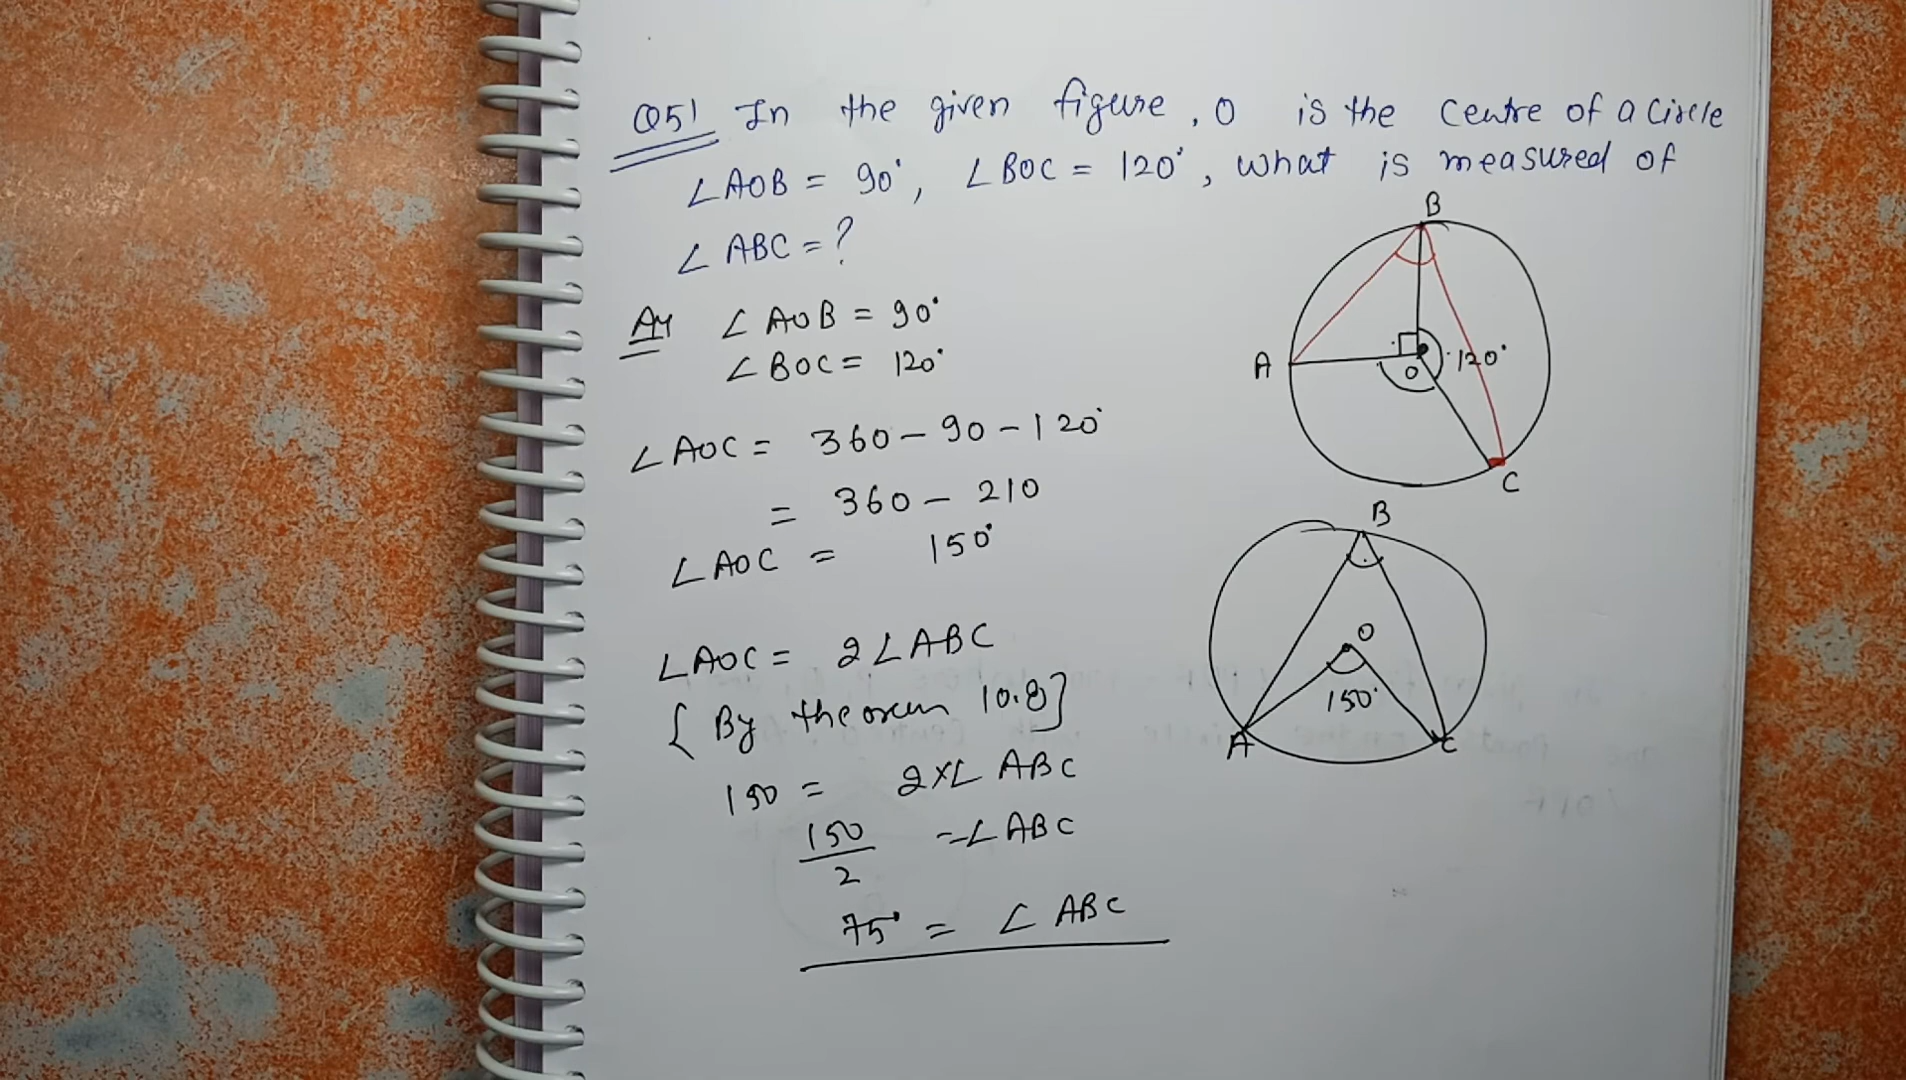 Q51 In the given figure, O is the Centre of a Circle
∠AOB = 90°, ∠BOC = 120°, what is measured of
∠ABC = ?
∠AOB = 90°
∠BOC = 120°
∠AOC = 360 - 90 - 120°
= 360 - 210
∠AOC = 150°
∠AOC = 2∠ABC
{ By theorem 10.8]
150 = 2×∠ABC
150/2 = ∠ABC
75° = ∠ABC
B
A
O
120°
C
B
O
150°
A
C